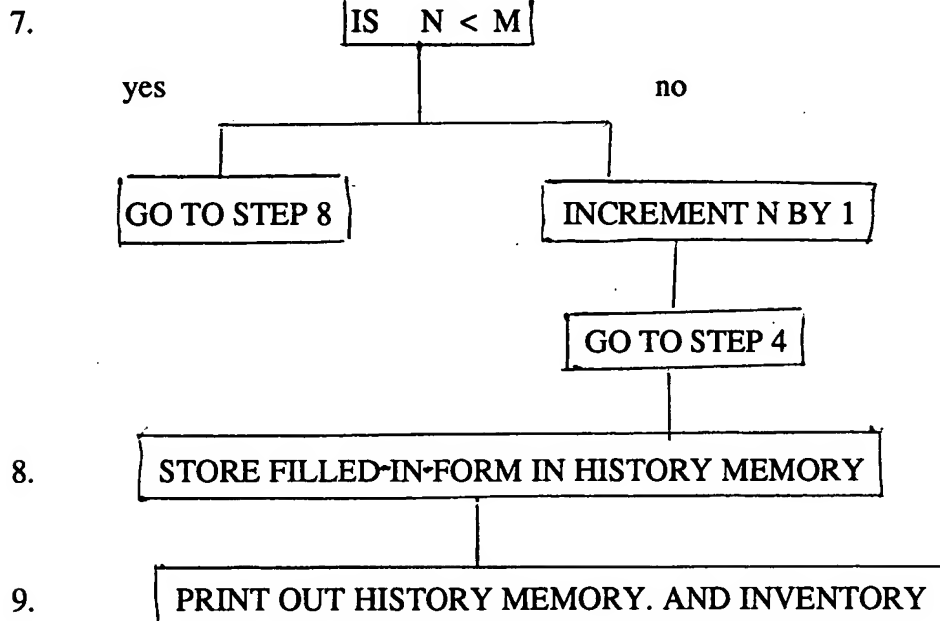 7. IS N < M
yes no
GO TO STEP 8 INCREMENT N BY 1
GO TO STEP 4
8. STORE FILLED-IN-FORM IN HISTORY MEMORY
9. PRINT OUT HISTORY MEMORY. AND INVENTORY